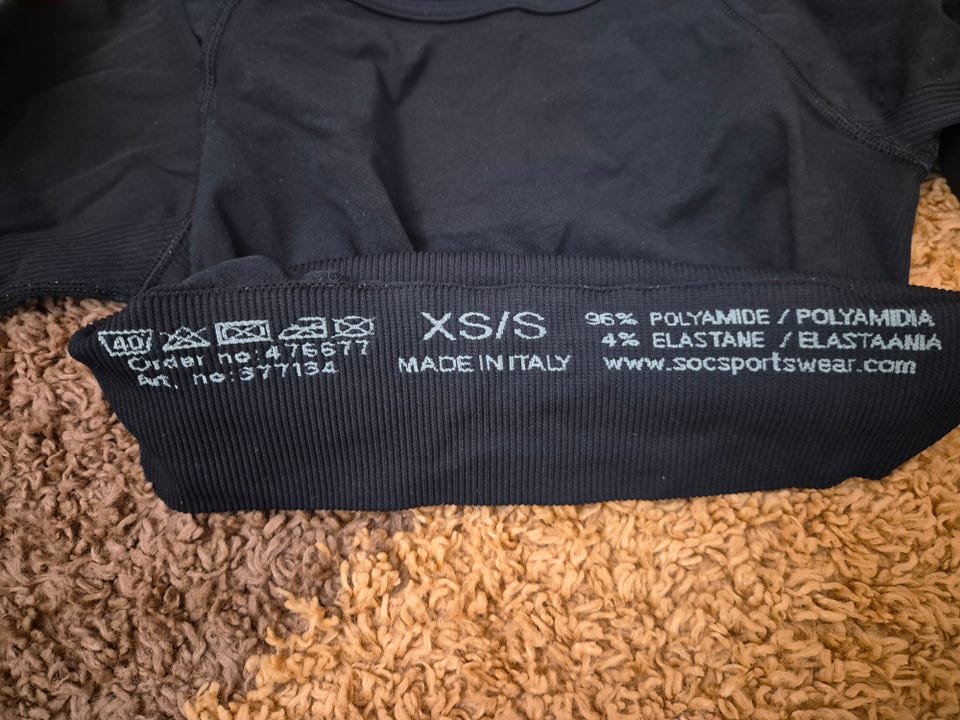 40
Order no:476677
Art. no:377134
XS/S
MADE IN ITALY
96% POLYAMIDE / POLYAMIDIA
4% ELASTANE / ELASTAANIA
www.socsportswear.com